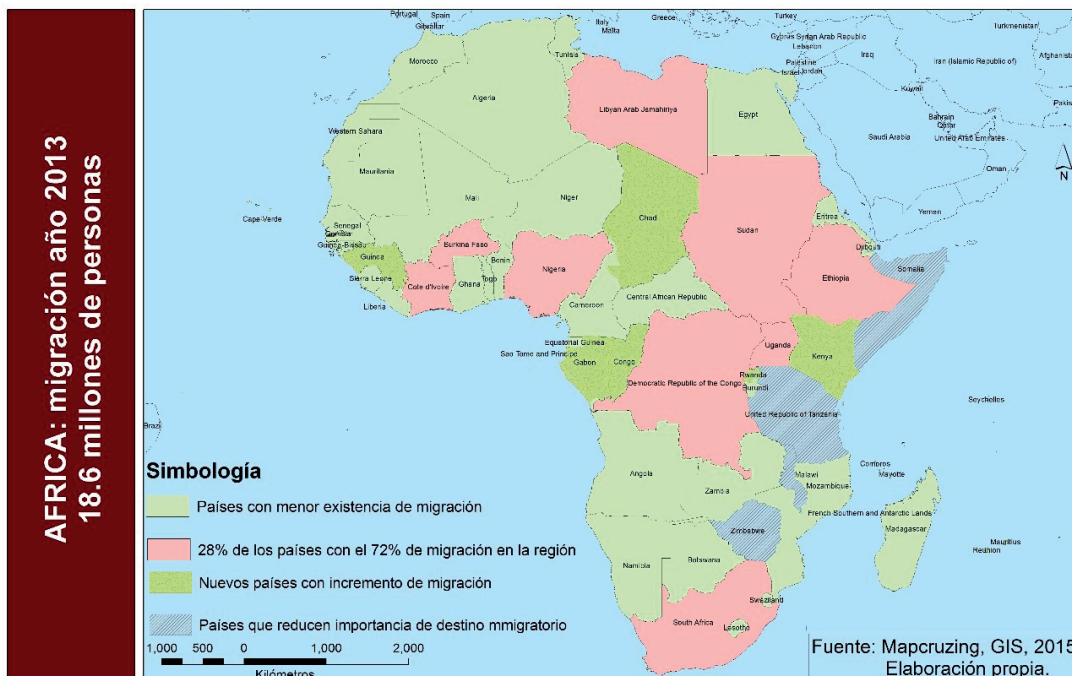 AFRICA: migración año 2013
18.6 millones de personas
Portugal
Spain
Gibraltar
Italy
Malta
Greece
Turkey
Turkmenistan
Cyprus
Syrian Arab Republic
Lebanon
Palestine
Israel
Jordan
Iraq
Iran (Islamic Republic of)
Afghanistan
Pakis
Kuwait
Bahrain
Qatar
United Arab Emirates
Saudi Arabia
Oman
Yemen
N
Morocco
Tunisia
Algeria
Libyan Arab Jamahiriya
Egypt
Western Sahara
Mauritania
Mali
Niger
Chad
Sudan
Eritrea
Djibouti
Cape Verde
Senegal
Gambia
Guinea-Bissau
Guinea
Sierra Leone
Liberia
Cote d'Ivoire
Burkina Faso
Ghana
Togo
Benin
Nigeria
Cameroon
Central African Republic
Ethiopia
Somalia
Equatorial Guinea
Sao Tome and Principe
Gabon
Congo
Democratic Republic of the Congo
Uganda
Kenya
Rwanda
Burundi
United Republic of Tanzania
Seychelles
Brazi
Angola
Zambia
Malawi
Mozambique
Comoros
Mayotte
French Southern and Antarctic Lands
Madagascar
Mauritius
Reunion
Zimbabwe
Namibia
Botswana
Swaziland
South Africa
Lesotho
Simbología
Países con menor existencia de migración
28% de los países con el 72% de migración en la región
Nuevos países con incremento de migración
Países que reducen importancia de destino mmigratorio
1,000 500 0 1,000 2,000
Kilómetros
Fuente: Mapcruzing, GIS, 2015
Elaboración propia.